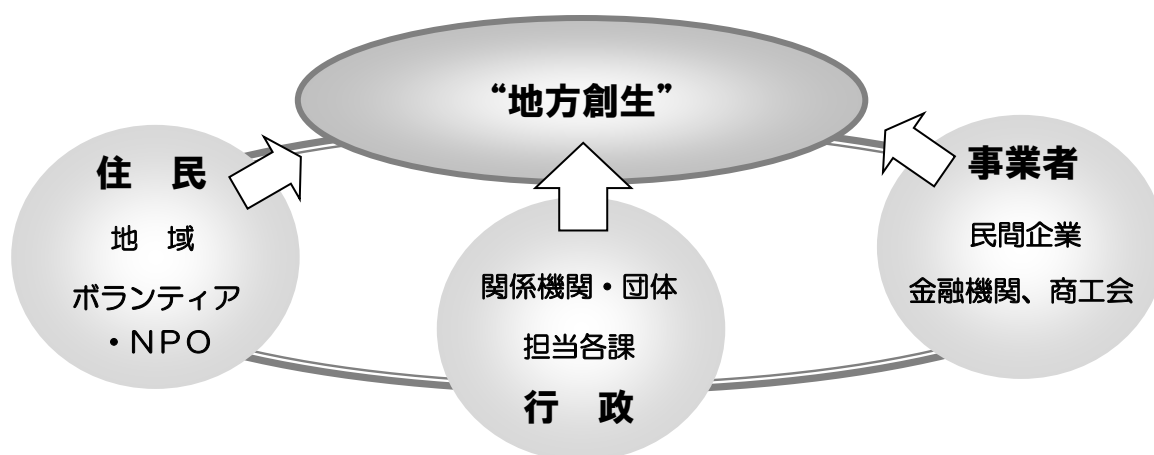 “地方創生”
住　民
地　域
ボランティア
・ＮＰＯ
関係機関・団体
担当各課
行　政
事業者
民間企業
金融機関、商工会